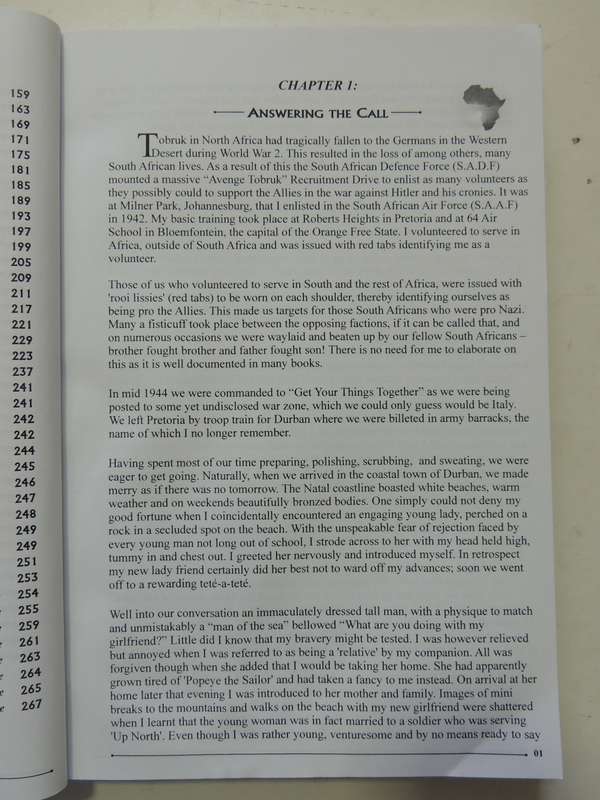 159
163
169
171
175
181
185
189
193
197
199
205
209
211
217
221
229
223
237
241
241
242
242
244
245
246
247
248
249
249
251
253
254
255
259
261
263
264
265
267
CHAPTER 1:
ANSWERING THE CALL
Tobruk in North Africa had tragically fallen to the Germans in the Western
Desert during World War 2. This resulted in the loss of among others, many
South African lives. As a result of this the South African Defence Force (S.A.D.F)
mounted a massive “Avenge Tobruk” Recruitment Drive to enlist as many volunteers as
they possibly could to support the Allies in the war against Hitler and his cronies. It was
at Milner Park, Johannesburg, that I enlisted in the South African Air Force (S.A.A.F)
in 1942. My basic training took place at Roberts Heights in Pretoria and at 64 Air
School in Bloemfontein, the capital of the Orange Free State. I volunteered to serve in
Africa, outside of South Africa and was issued with red tabs identifying me as a
volunteer.
Those of us who volunteered to serve in South and the rest of Africa, were issued with
'rooi lissies' (red tabs) to be worn on each shoulder, thereby identifying ourselves as
being pro the Allies. This made us targets for those South Africans who were pro Nazi.
Many a fisticuff took place between the opposing factions, if it can be called that, and
on numerous occasions we were waylaid and beaten up by our fellow South Africans –
brother fought brother and father fought son! There is no need for me to elaborate on
this as it is well documented in many books.
In mid 1944 we were commanded to “Get Your Things Together” as we were being
posted to some yet undisclosed war zone, which we could only guess would be Italy.
We left Pretoria by troop train for Durban where we were billeted in army barracks, the
name of which I no longer remember.
Having spent most of our time preparing, polishing, scrubbing, and sweating, we were
eager to get going. Naturally, when we arrived in the coastal town of Durban, we made
merry as if there was no tomorrow. The Natal coastline boasted white beaches, warm
weather and on weekends beautifully bronzed bodies. One simply could not deny my
good fortune when I coincidentally encountered an engaging young lady, perched on a
rock in a secluded spot on the beach. With the unspeakable fear of rejection faced by
every young man not long out of school, I strode across to her with my head held high,
tummy in and chest out. I greeted her nervously and introduced myself. In retrospect
my new lady friend certainly did her best not to ward off my advances; soon we went
off to a rewarding teté-a-teté.
Well into our conversation an immaculately dressed tall man, with a physique to match
and unmistakably a “man of the sea” bellowed “What are you doing with my
girlfriend?” Little did I know that my bravery might be tested. I was however relieved
but annoyed when I was referred to as being a 'relative' by my companion. All was
forgiven though when she added that I would be taking her home. She had apparently
grown tired of 'Popeye the Sailor' and had taken a fancy to me instead. On arrival at her
home later that evening I was introduced to her mother and family. Images of mini
breaks to the mountains and walks on the beach with my new girlfriend were shattered
when I learnt that the young woman was in fact married to a soldier who was serving
'Up North'. Even though I was rather young, venturesome and by no means ready to say
01